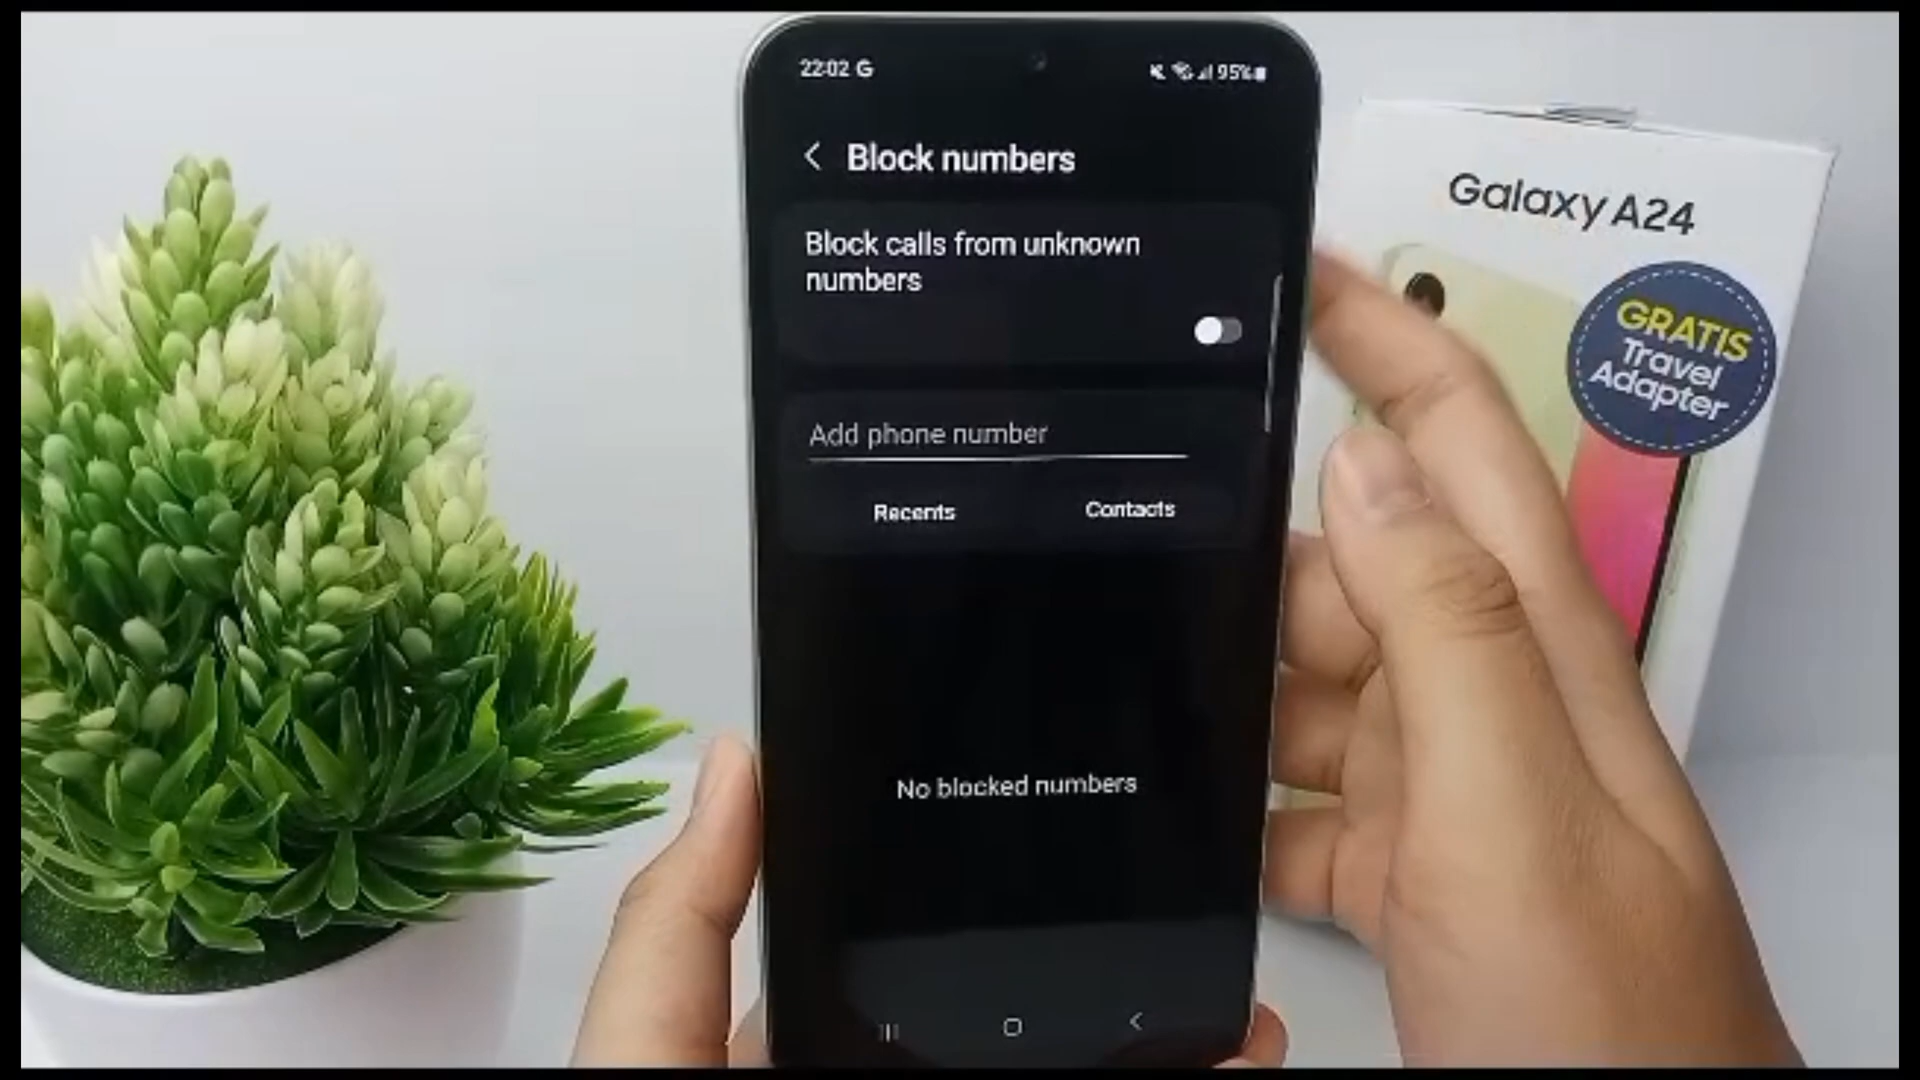 22:02 G
95%
Block numbers
Block calls from unknown
numbers
Add phone number
Recents
Contacts
No blocked numbers
Galaxy A24
GRATIS
Travel
Adapter